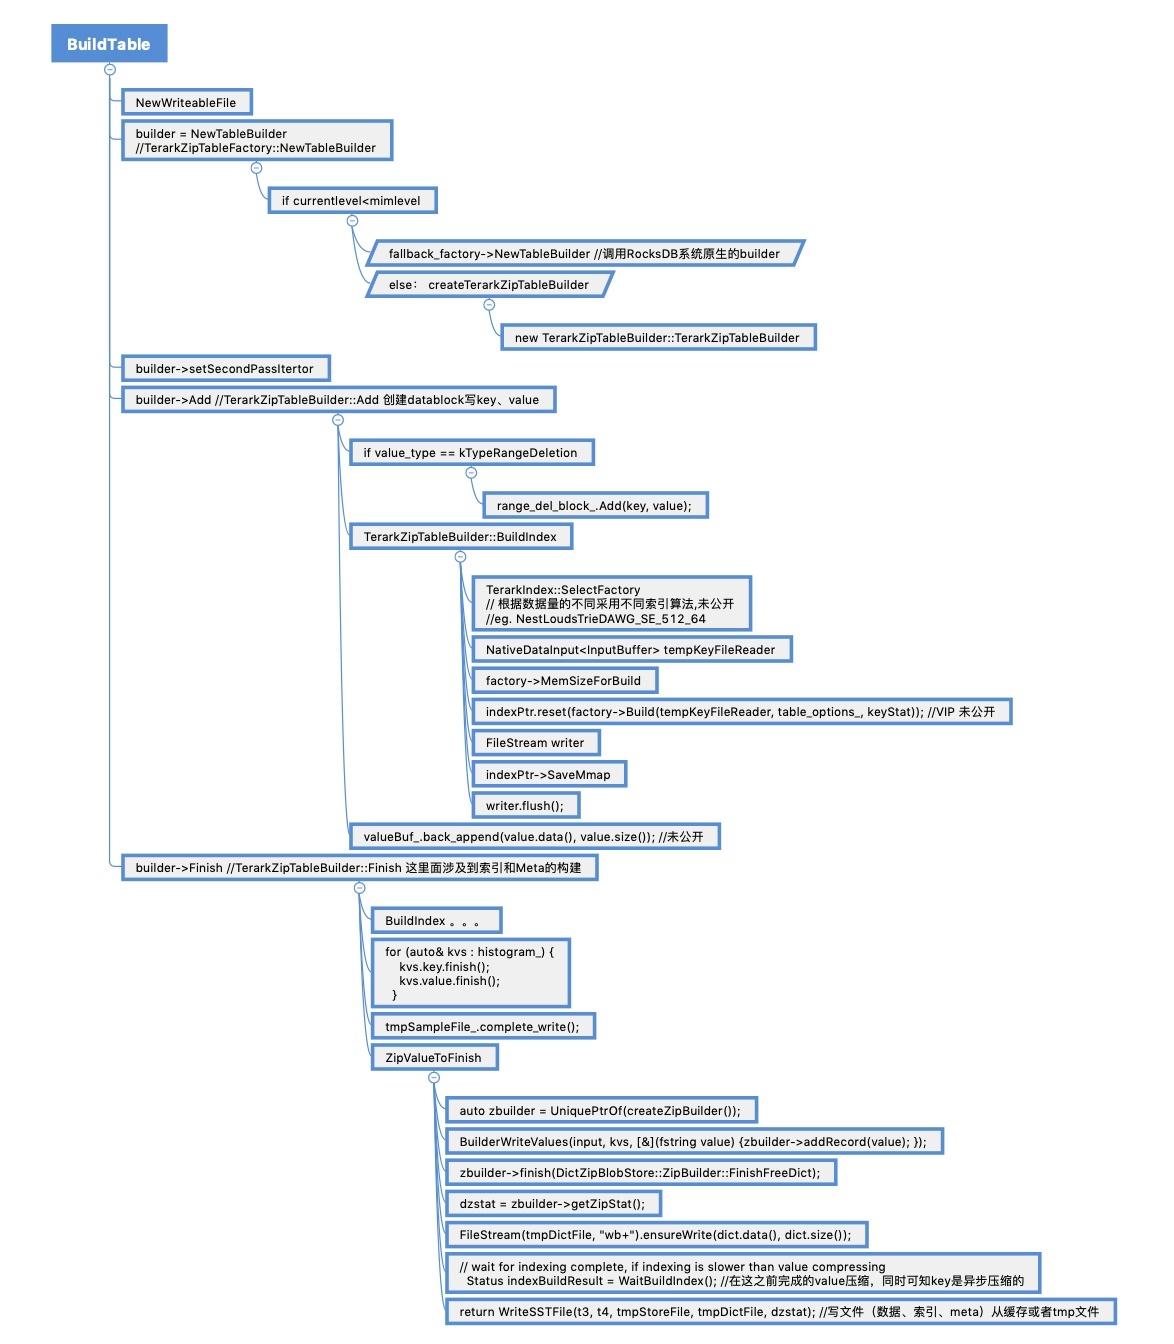 BuildTable
NewWriteableFile
builder = NewTableBuilder
//TerarkZipTableFactory::NewTableBuilder
if currentlevel<mimlevel
fallback_factory->NewTableBuilder //调用RocksDB系统原生的builder
else： createTerarkZipTableBuilder
new TerarkZipTableBuilder::TerarkZipTableBuilder
builder->setSecondPassItertor
builder->Add //TerarkZipTableBuilder::Add 创建datablock写key、value
if value_type == kTypeRangeDeletion
range_del_block_.Add(key, value);
TerarkZipTableBuilder::BuildIndex
TerarkIndex::SelectFactory
// 根据数据量的不同采用不同索引算法,未公开
//eg. NestLoudsTrieDAWG_SE_512_64
NativeDataInput<InputBuffer> tempKeyFileReader
factory->MemSizeForBuild
indexPtr.reset(factory->Build(tempKeyFileReader, table_options_, keyStat)); //VIP 未公开
FileStream writer
indexPtr->SaveMmap
writer.flush();
valueBuf_.back_append(value.data(), value.size()); //未公开
builder->Finish //TerarkZipTableBuilder::Finish 这里面涉及到索引和Meta的构建
BuildIndex 。。。
for (auto& kvs : histogram_) {
kvs.key.finish();
kvs.value.finish();
}
tmpSampleFile_.complete_write();
ZipValueToFinish
auto zbuilder = UniquePtrOf(createZipBuilder());
BuilderWriteValues(input, kvs, [&](fstring value) {zbuilder->addRecord(value); });
zbuilder->finish(DictZipBlobStore::ZipBuilder::FinishFreeDict);
dzstat = zbuilder->getZipStat();
FileStream(tmpDictFile, "wb+").ensureWrite(dict.data(), dict.size());
// wait for indexing complete, if indexing is slower than value compressing
Status indexBuildResult = WaitBuildIndex(); //在这之前完成的value压缩，同时可知key是异步压缩的
return WriteSSTFile(t3, t4, tmpStoreFile, tmpDictFile, dzstat); //写文件（数据、索引、meta）从缓存或者tmp文件